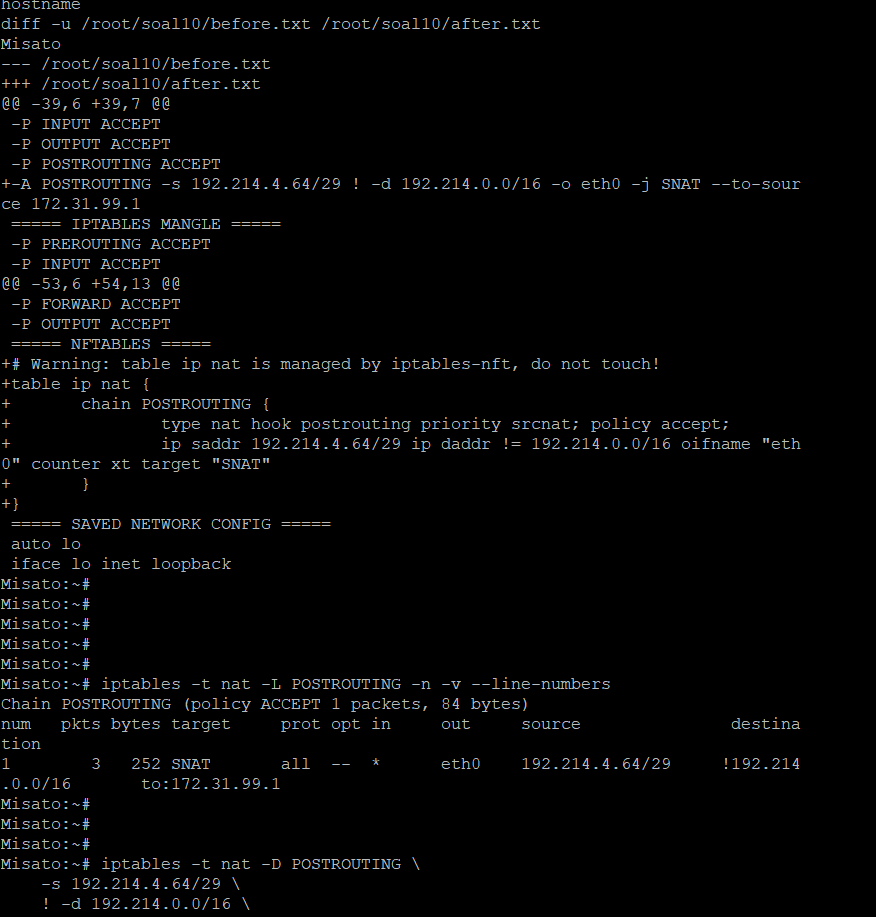 hostname
diff -u /root/soal10/before.txt /root/soal10/after.txt
Misato
--- /root/soal10/before.txt
+++ /root/soal10/after.txt
@@ -39,6 +39,7 @@
 -P INPUT ACCEPT
 -P OUTPUT ACCEPT
 -P POSTROUTING ACCEPT
+-A POSTROUTING -s 192.214.4.64/29 ! -d 192.214.0.0/16 -o eth0 -j SNAT --to-sour
ce 172.31.99.1
 ===== IPTABLES MANGLE =====
 -P PREROUTING ACCEPT
 -P INPUT ACCEPT
@@ -53,6 +54,13 @@
 -P FORWARD ACCEPT
 -P OUTPUT ACCEPT
 ===== NFTABLES =====
+# Warning: table ip nat is managed by iptables-nft, do not touch!
+table ip nat {
+       chain POSTROUTING {
+               type nat hook postrouting priority srcnat; policy accept;
+               ip saddr 192.214.4.64/29 ip daddr != 192.214.0.0/16 oifname "eth
0" counter xt target "SNAT"
+       }
+}
 ===== SAVED NETWORK CONFIG =====
 auto lo
 iface lo inet loopback
Misato:~#
Misato:~#
Misato:~#
Misato:~#
Misato:~#
Misato:~# iptables -t nat -L POSTROUTING -n -v --line-numbers
Chain POSTROUTING (policy ACCEPT 1 packets, 84 bytes)
num   pkts bytes target     prot opt in     out     source               destina
tion
1        3   252 SNAT       all  --  *      eth0    192.214.4.64/29     !192.214
.0.0/16       to:172.31.99.1
Misato:~#
Misato:~#
Misato:~#
Misato:~# iptables -t nat -D POSTROUTING \
    -s 192.214.4.64/29 \
    ! -d 192.214.0.0/16 \